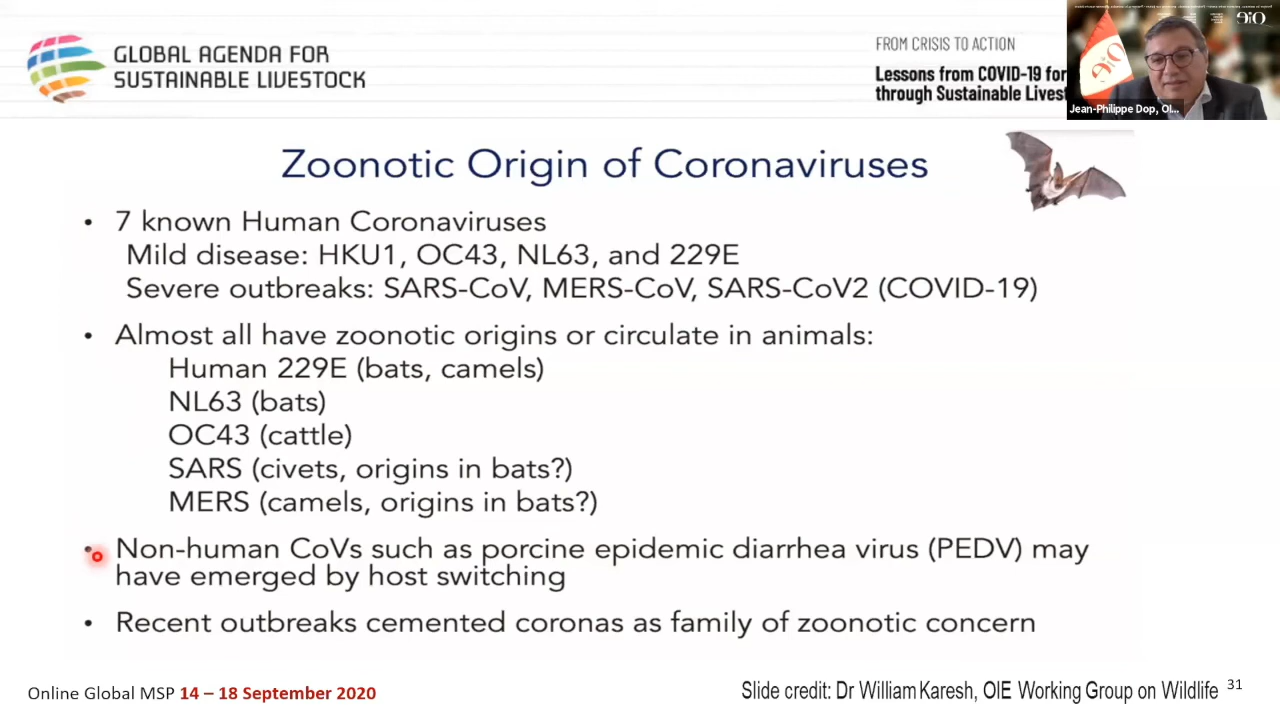 GLOBAL AGENDA FOR
SUSTAINABLE LIVESTOCK
FROM CRISIS TO ACTION
Lessons from COVID-19 for
through Sustainable
Jean-Philippe Dop, OI...
Zoonotic Origin of Coronaviruses
• 7 known Human Coronaviruses
Mild disease: HKU1, OC43, NL63, and 229E
Severe outbreaks: SARS-CoV, MERS-CoV, SARS-CoV2 (COVID-19)
• Almost all have zoonotic origins or circulate in animals:
Human 229E (bats, camels)
NL63 (bats)
OC43 (cattle)
SARS (civets, origins in bats?)
MERS (camels, origins in bats?)
• Non-human CoVs such as porcine epidemic diarrhea virus (PEDV) may
have emerged by host switching
• Recent outbreaks cemented coronas as family of zoonotic concern
Online Global MSP 14 – 18 September 2020
Slide credit: Dr William Karesh, OIE Working Group on Wildlife 31